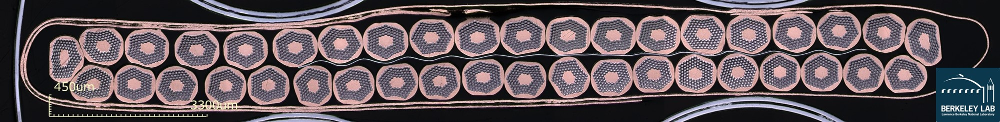 450um
3300um
BERKELEY LAB
Lawrence Berkeley National Laboratory